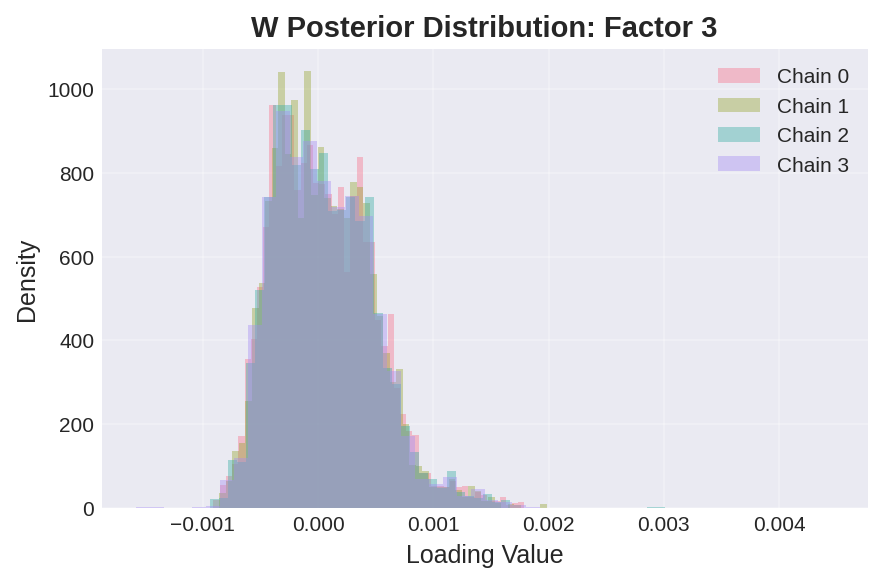 W Posterior Distribution: Factor 3
Chain 0
Chain 1
Chain 2
Chain 3
1000
800
600
400
200
0
Density
−0.001 0.000 0.001 0.002 0.003 0.004
Loading Value